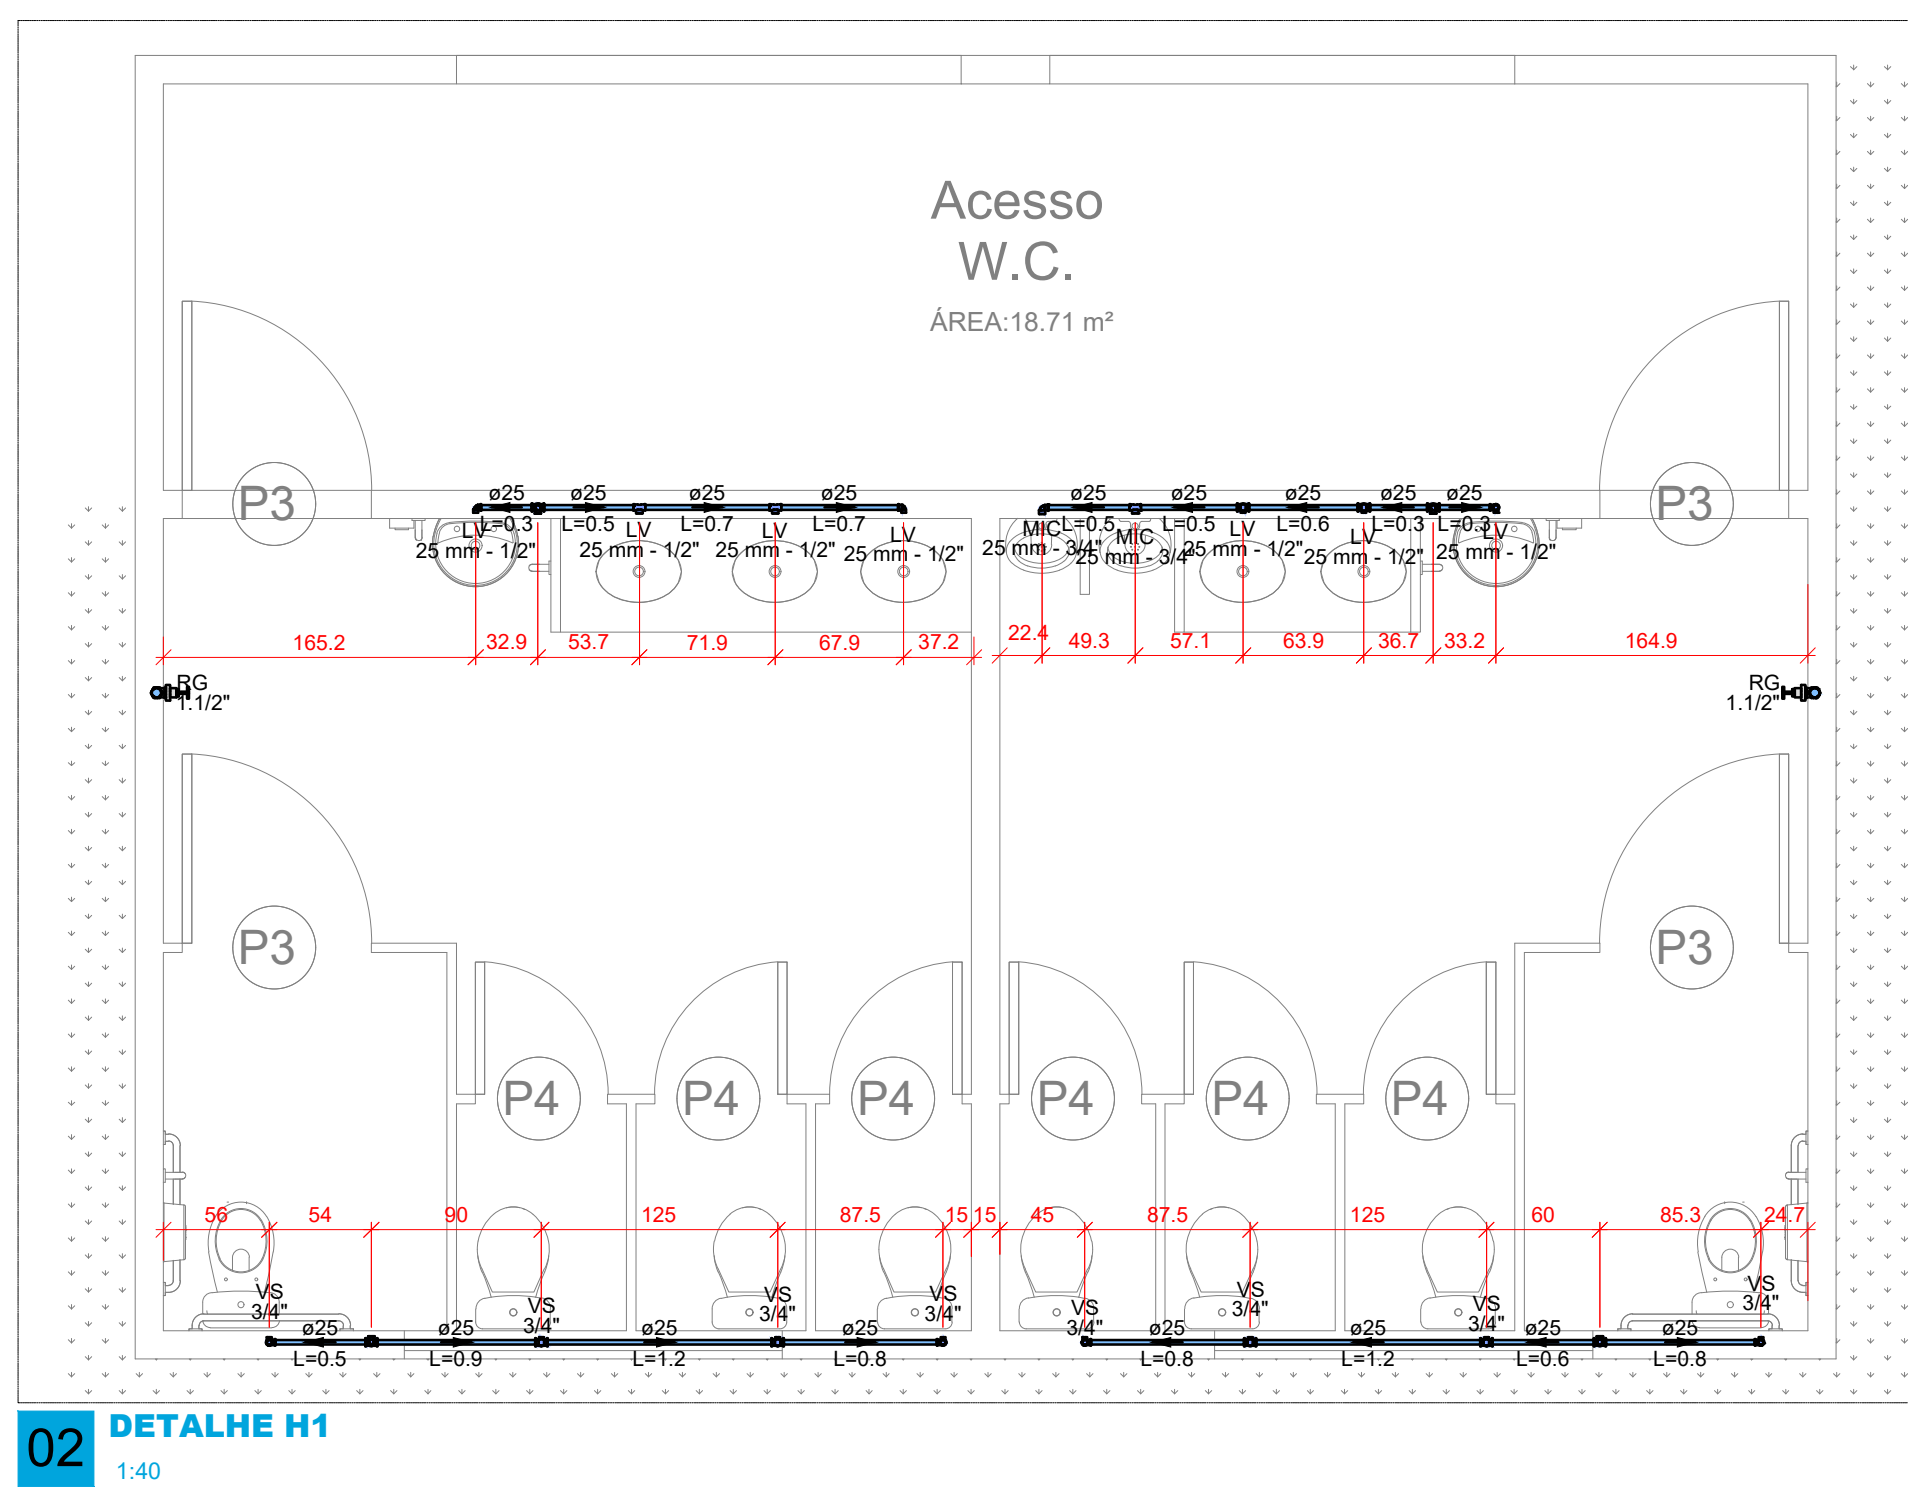 Acesso
W.C.
ÁREA:18.71 m²
P3
P3
ø25
ø25
ø25
ø25
ø25
ø25
ø25
ø25
ø25
L=0.3
L=0.5
L=0.7
L=0.7
L=0.5
L=0.5
L=0.6
L=0.3
L=0.3
LV
25 mm - 1/2"
LV
25 mm - 1/2"
LV
25 mm - 1/2"
LV
25 mm - 1/2"
MIC
25 mm - 3/4"
MIC
25 mm - 3/4"
LV
25 mm - 1/2"
LV
25 mm - 1/2"
LV
25 mm - 1/2"
165.2
32.9
53.7
71.9
67.9
37.2
22.4
49.3
57.1
63.9
36.7
33.2
164.9
RG
1.1/2"
RG
1.1/2"
P3
P3
P4
P4
P4
P4
P4
P4
56
54
90
125
87.5
15
15
45
87.5
125
60
85.3
24.7
VS
3/4"
VS
3/4"
VS
3/4"
VS
3/4"
VS
3/4"
VS
3/4"
VS
3/4"
VS
3/4"
ø25
ø25
ø25
ø25
ø25
ø25
ø25
ø25
L=0.5
L=0.9
L=1.2
L=0.8
L=0.8
L=1.2
L=0.6
L=0.8
02
DETALHE H1
1:40